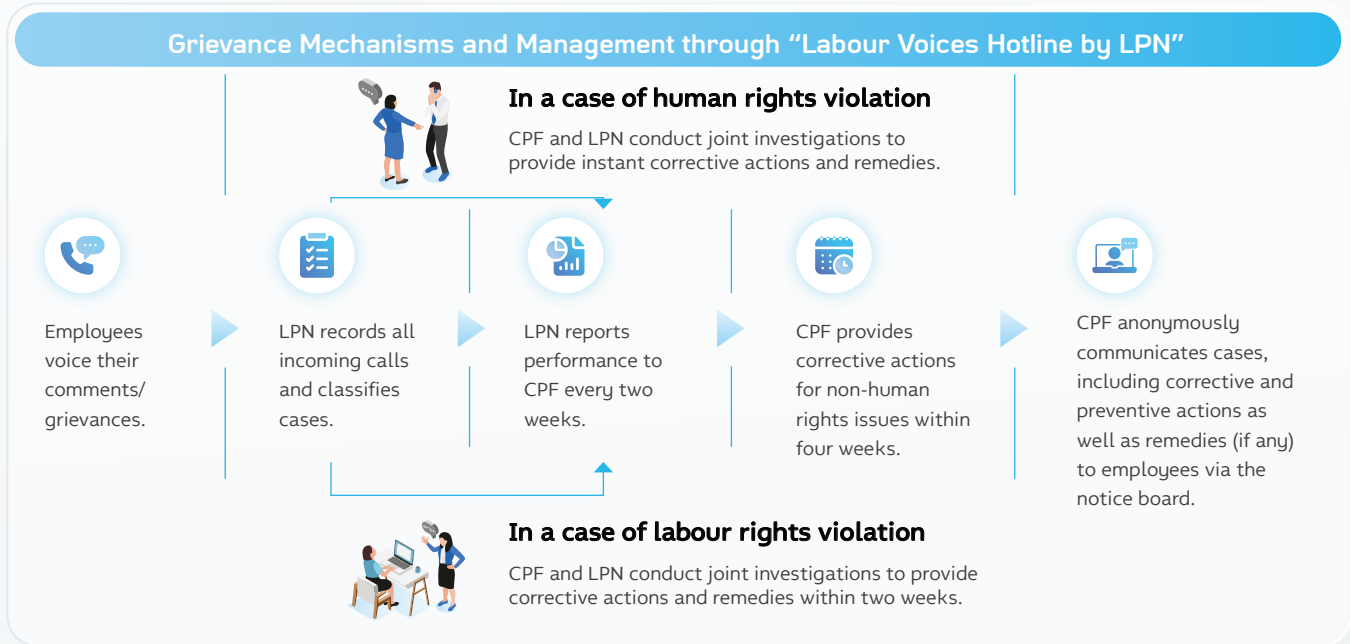 Grievance Mechanisms and Management through “Labour Voices Hotline by LPN”
In a case of human rights violation
CPF and LPN conduct joint investigations to
provide instant corrective actions and remedies.
Employees
voice their
comments/
grievances.
LPN records all
incoming calls
and classifies
cases.
LPN reports
performance to
CPF every two
weeks.
CPF provides
corrective actions
for non-human
rights issues within
four weeks.
CPF anonymously
communicates cases,
including corrective and
preventive actions as
well as remedies (if any)
to employees via the
notice board.
In a case of labour rights violation
CPF and LPN conduct joint investigations to provide
corrective actions and remedies within two weeks.